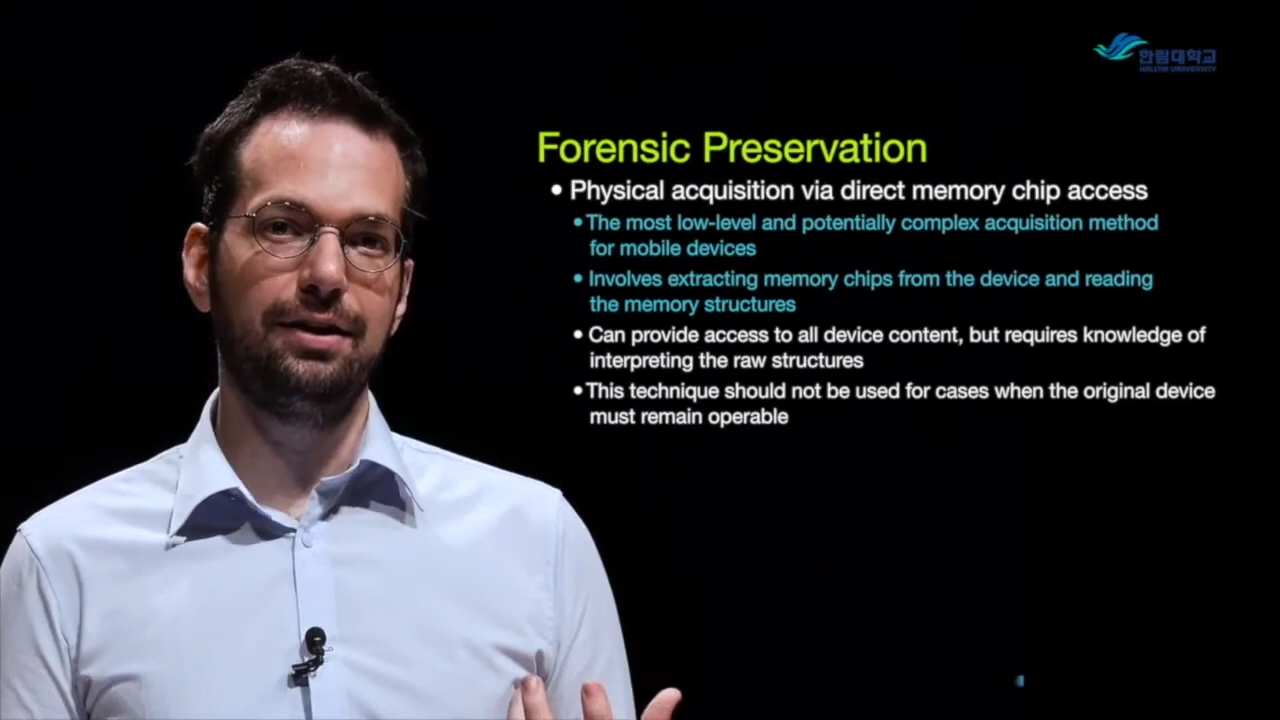 한림대학교
HALLYM UNIVERSITY
Forensic Preservation
• Physical acquisition via direct memory chip access
• The most low-level and potentially complex acquisition method
for mobile devices
• Involves extracting memory chips from the device and reading
the memory structures
• Can provide access to all device content, but requires knowledge of
interpreting the raw structures
• This technique should not be used for cases when the original device
must remain operable